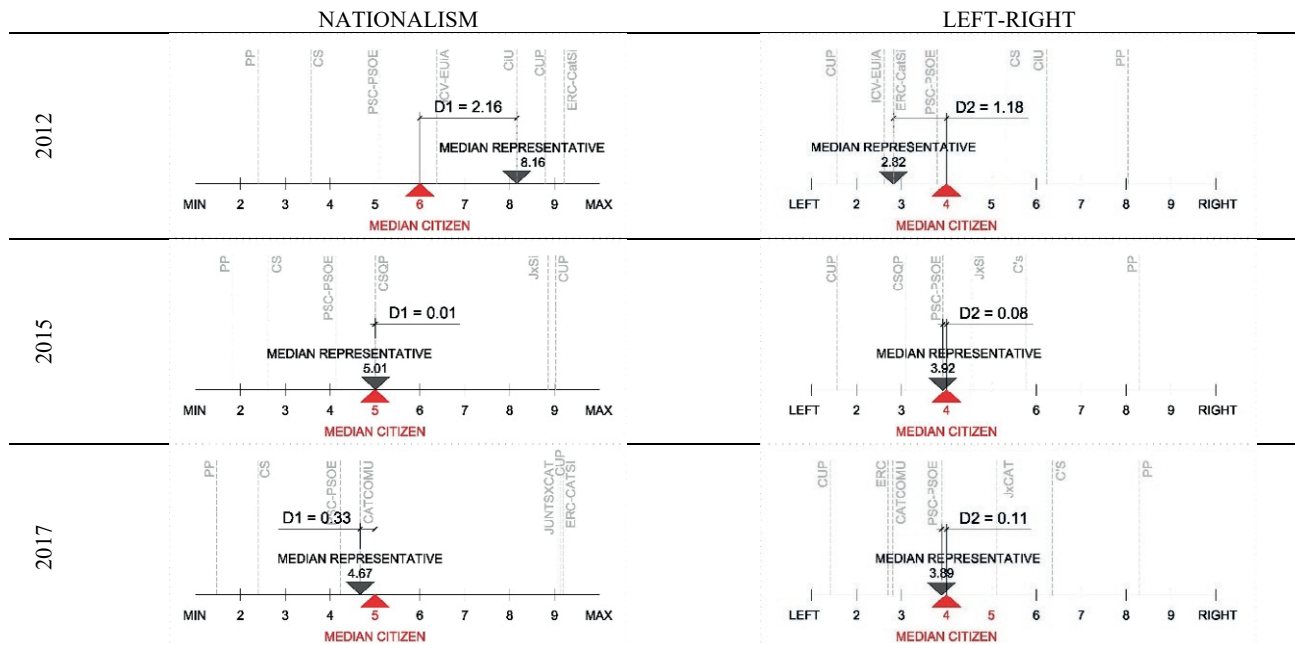 NATIONALISM LEFT-RIGHT
2012
PP CS PSC-PSOE ICV-EUiA CiU CUP ERC-CatSi
D1 = 2.16
MEDIAN REPRESENTATIVE
8.16
MIN 2 3 4 5 6 7 8 9 MAX
MEDIAN CITIZEN
CUP ICV-EUiA ERC-CatSi PSC-PSOE CS CiU PP
D2 = 1.18
MEDIAN REPRESENTATIVE
2.82
LEFT 2 3 4 5 6 7 8 9 RIGHT
MEDIAN CITIZEN
2015
PP CS PSC-PSOE CSQP JxSi CUP
D1 = 0.01
MEDIAN REPRESENTATIVE
5.01
MIN 2 3 4 5 6 7 8 9 MAX
MEDIAN CITIZEN
CUP CSQP PSC-PSOE JxSi C's PP
D2 = 0.08
MEDIAN REPRESENTATIVE
3.92
LEFT 2 3 4 6 7 8 9 RIGHT
MEDIAN CITIZEN
2017
PP CS PSC-PSOE CATCOMU JUNTSXCAT CUP ERC-CATSI
D1 = 0.33
MEDIAN REPRESENTATIVE
4.67
MIN 2 3 4 5 6 7 8 9 MAX
MEDIAN CITIZEN
CUP ERC CATCOMU PSC-PSOE JxCAT C'S PP
D2 = 0.11
MEDIAN REPRESENTATIVE
3.89
LEFT 2 3 4 5 6 7 8 9 RIGHT
MEDIAN CITIZEN